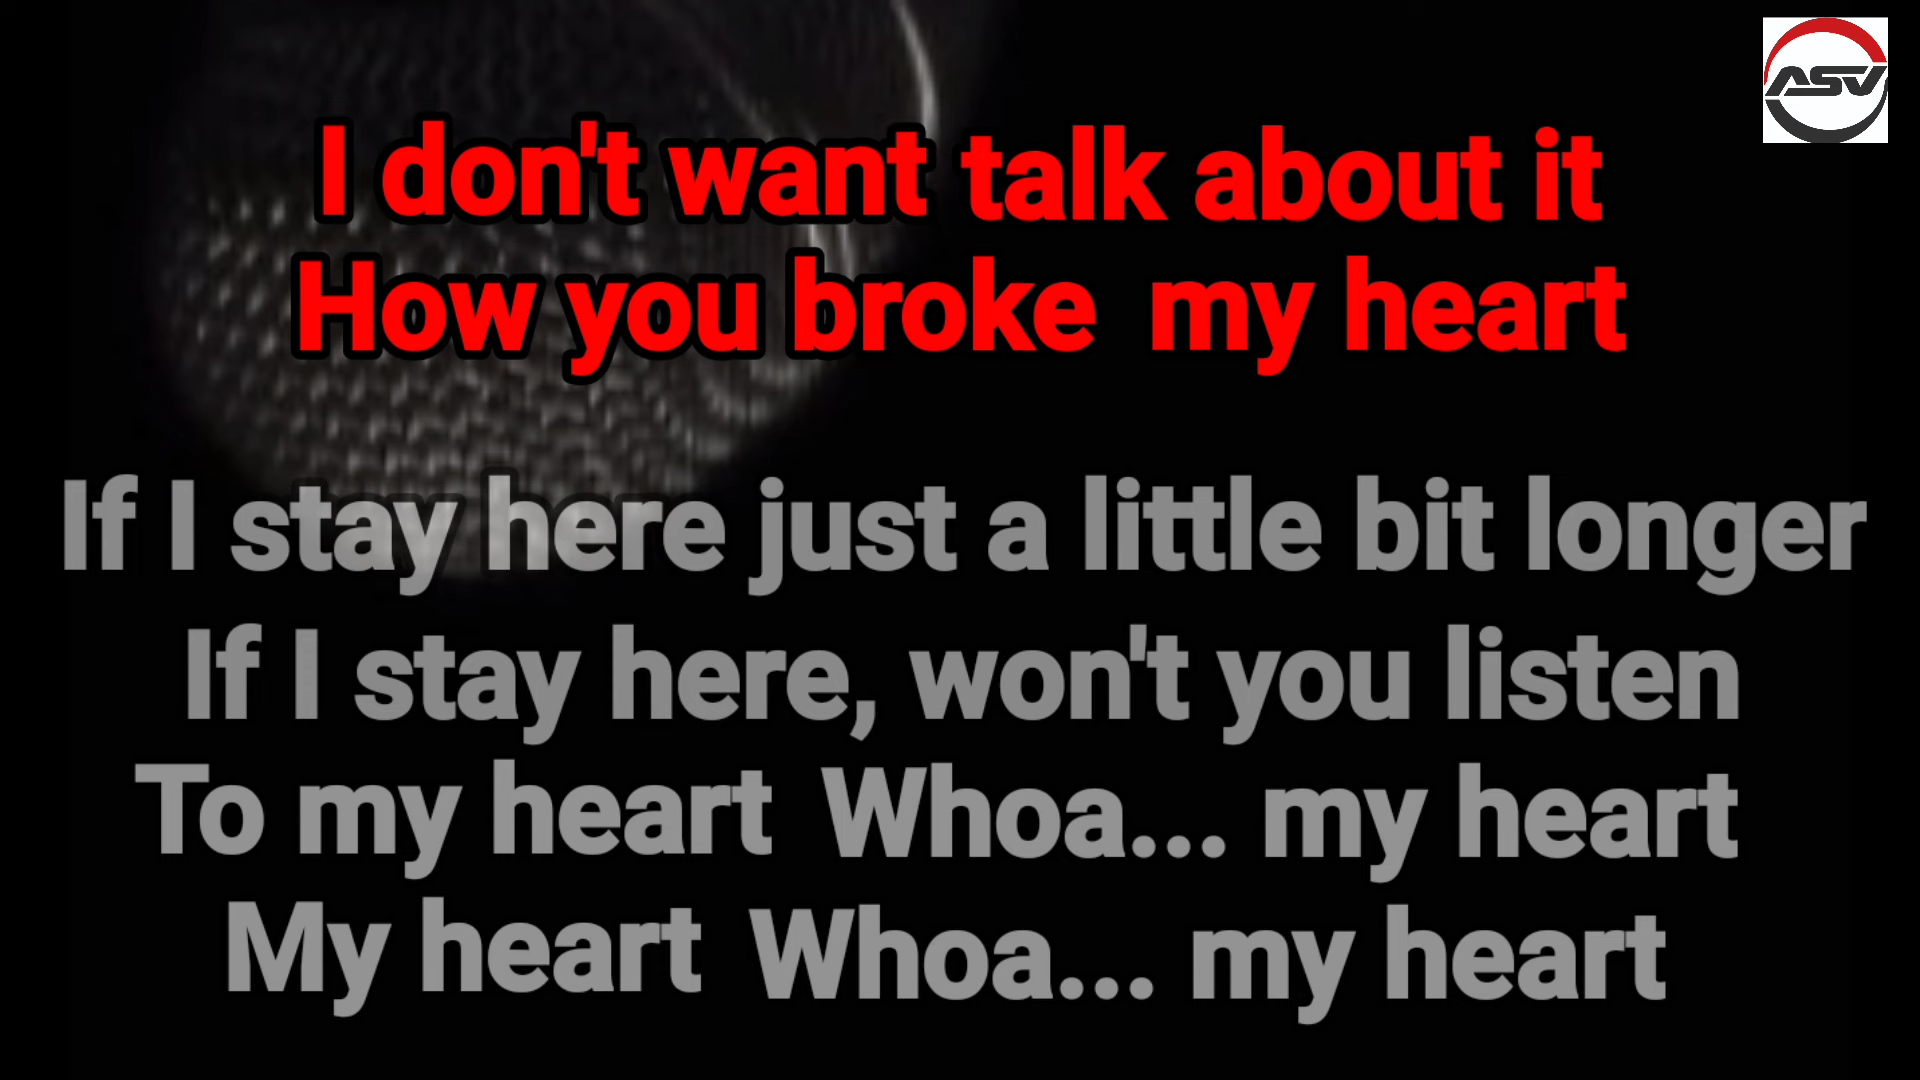 ASV
I don't want talk about it
How you broke my heart
If I stay here just a little bit longer
If I stay here, won't you listen
To my heart Whoa... my heart
My heart Whoa... my heart